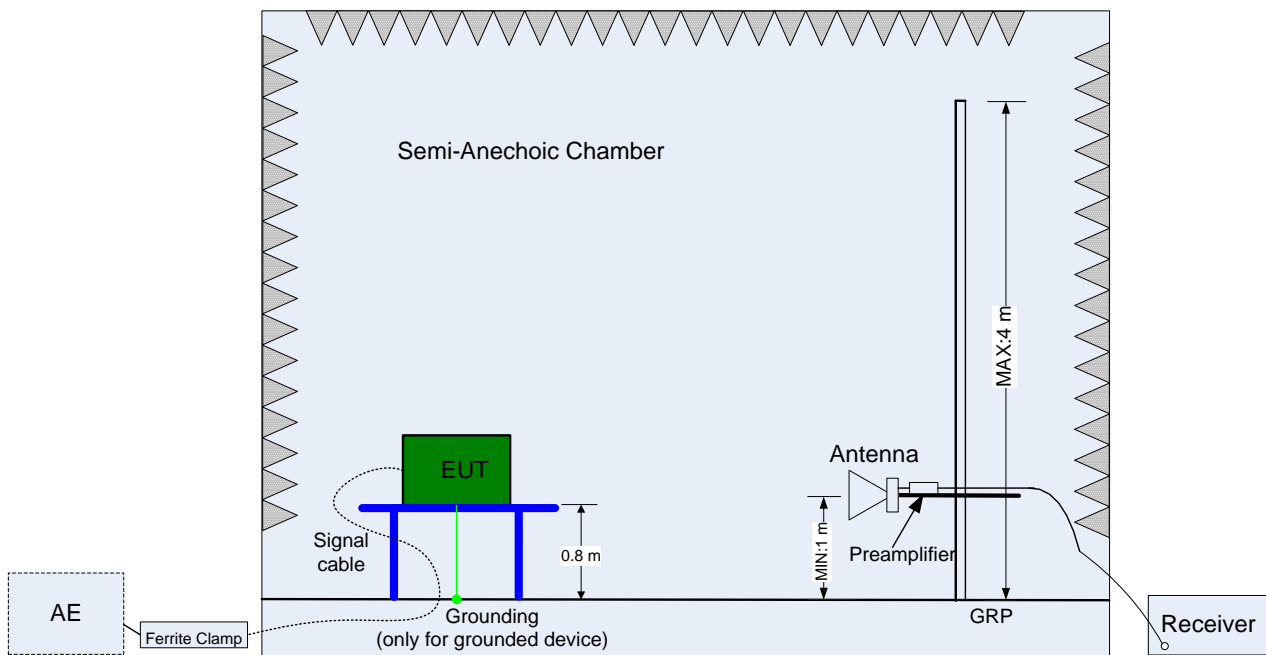 Semi-Anechoic Chamber
MAX:4 m
EUT
Antenna
Signal
cable
0.8 m
MIN:1 m
Preamplifier
AE
Ferrite Clamp
Grounding
(only for grounded device)
GRP
Receiver